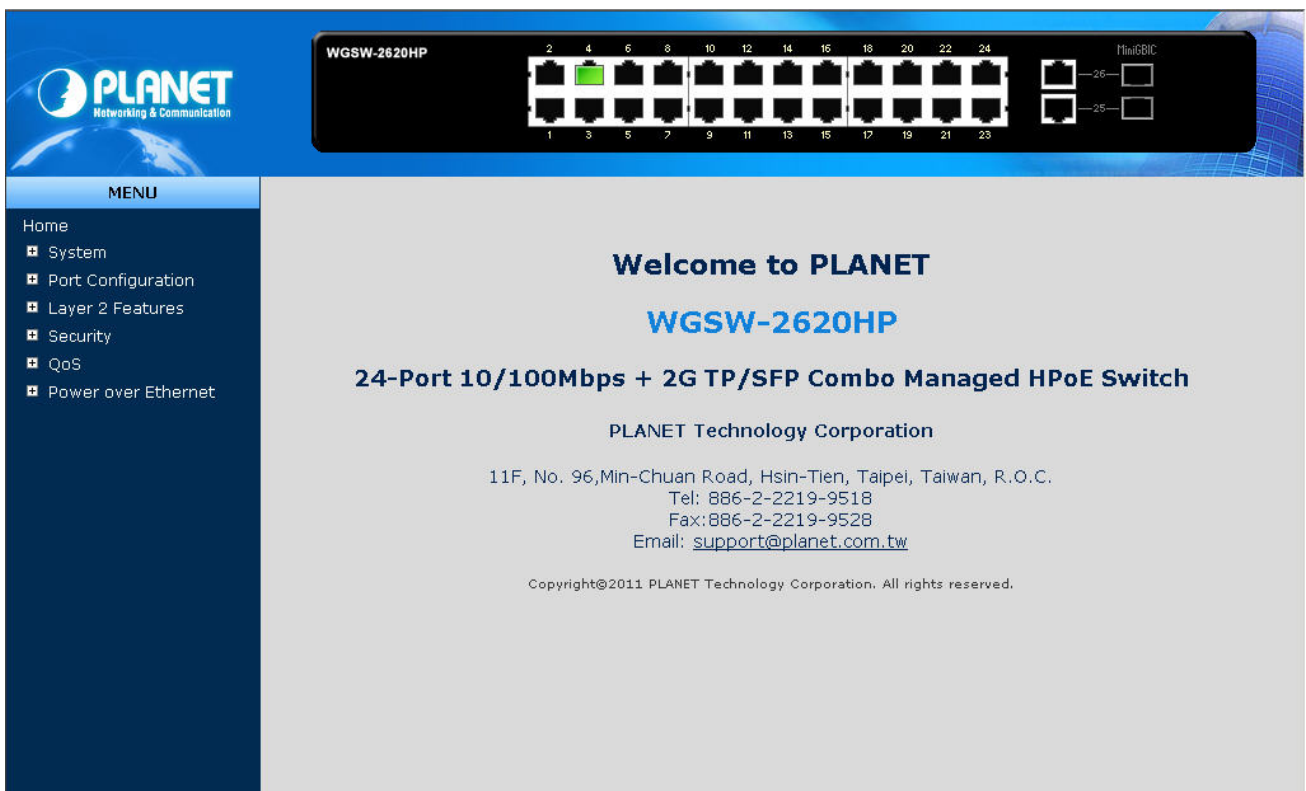 PLANET
Networking & Communication
WGSW-2620HP
2 4 6 8 10 12 14 16 18 20 22 24
MiniGBIC
26
25
1 3 5 7 9 11 13 15 17 19 21 23
MENU
Home
System
Port Configuration
Layer 2 Features
Security
QoS
Power over Ethernet
Welcome to PLANET
WGSW-2620HP
24-Port 10/100Mbps + 2G TP/SFP Combo Managed HPoE Switch
PLANET Technology Corporation
11F, No. 96,Min-Chuan Road, Hsin-Tien, Taipei, Taiwan, R.O.C.
Tel: 886-2-2219-9518
Fax:886-2-2219-9528
Email: support@planet.com.tw
Copyright©2011 PLANET Technology Corporation. All rights reserved.